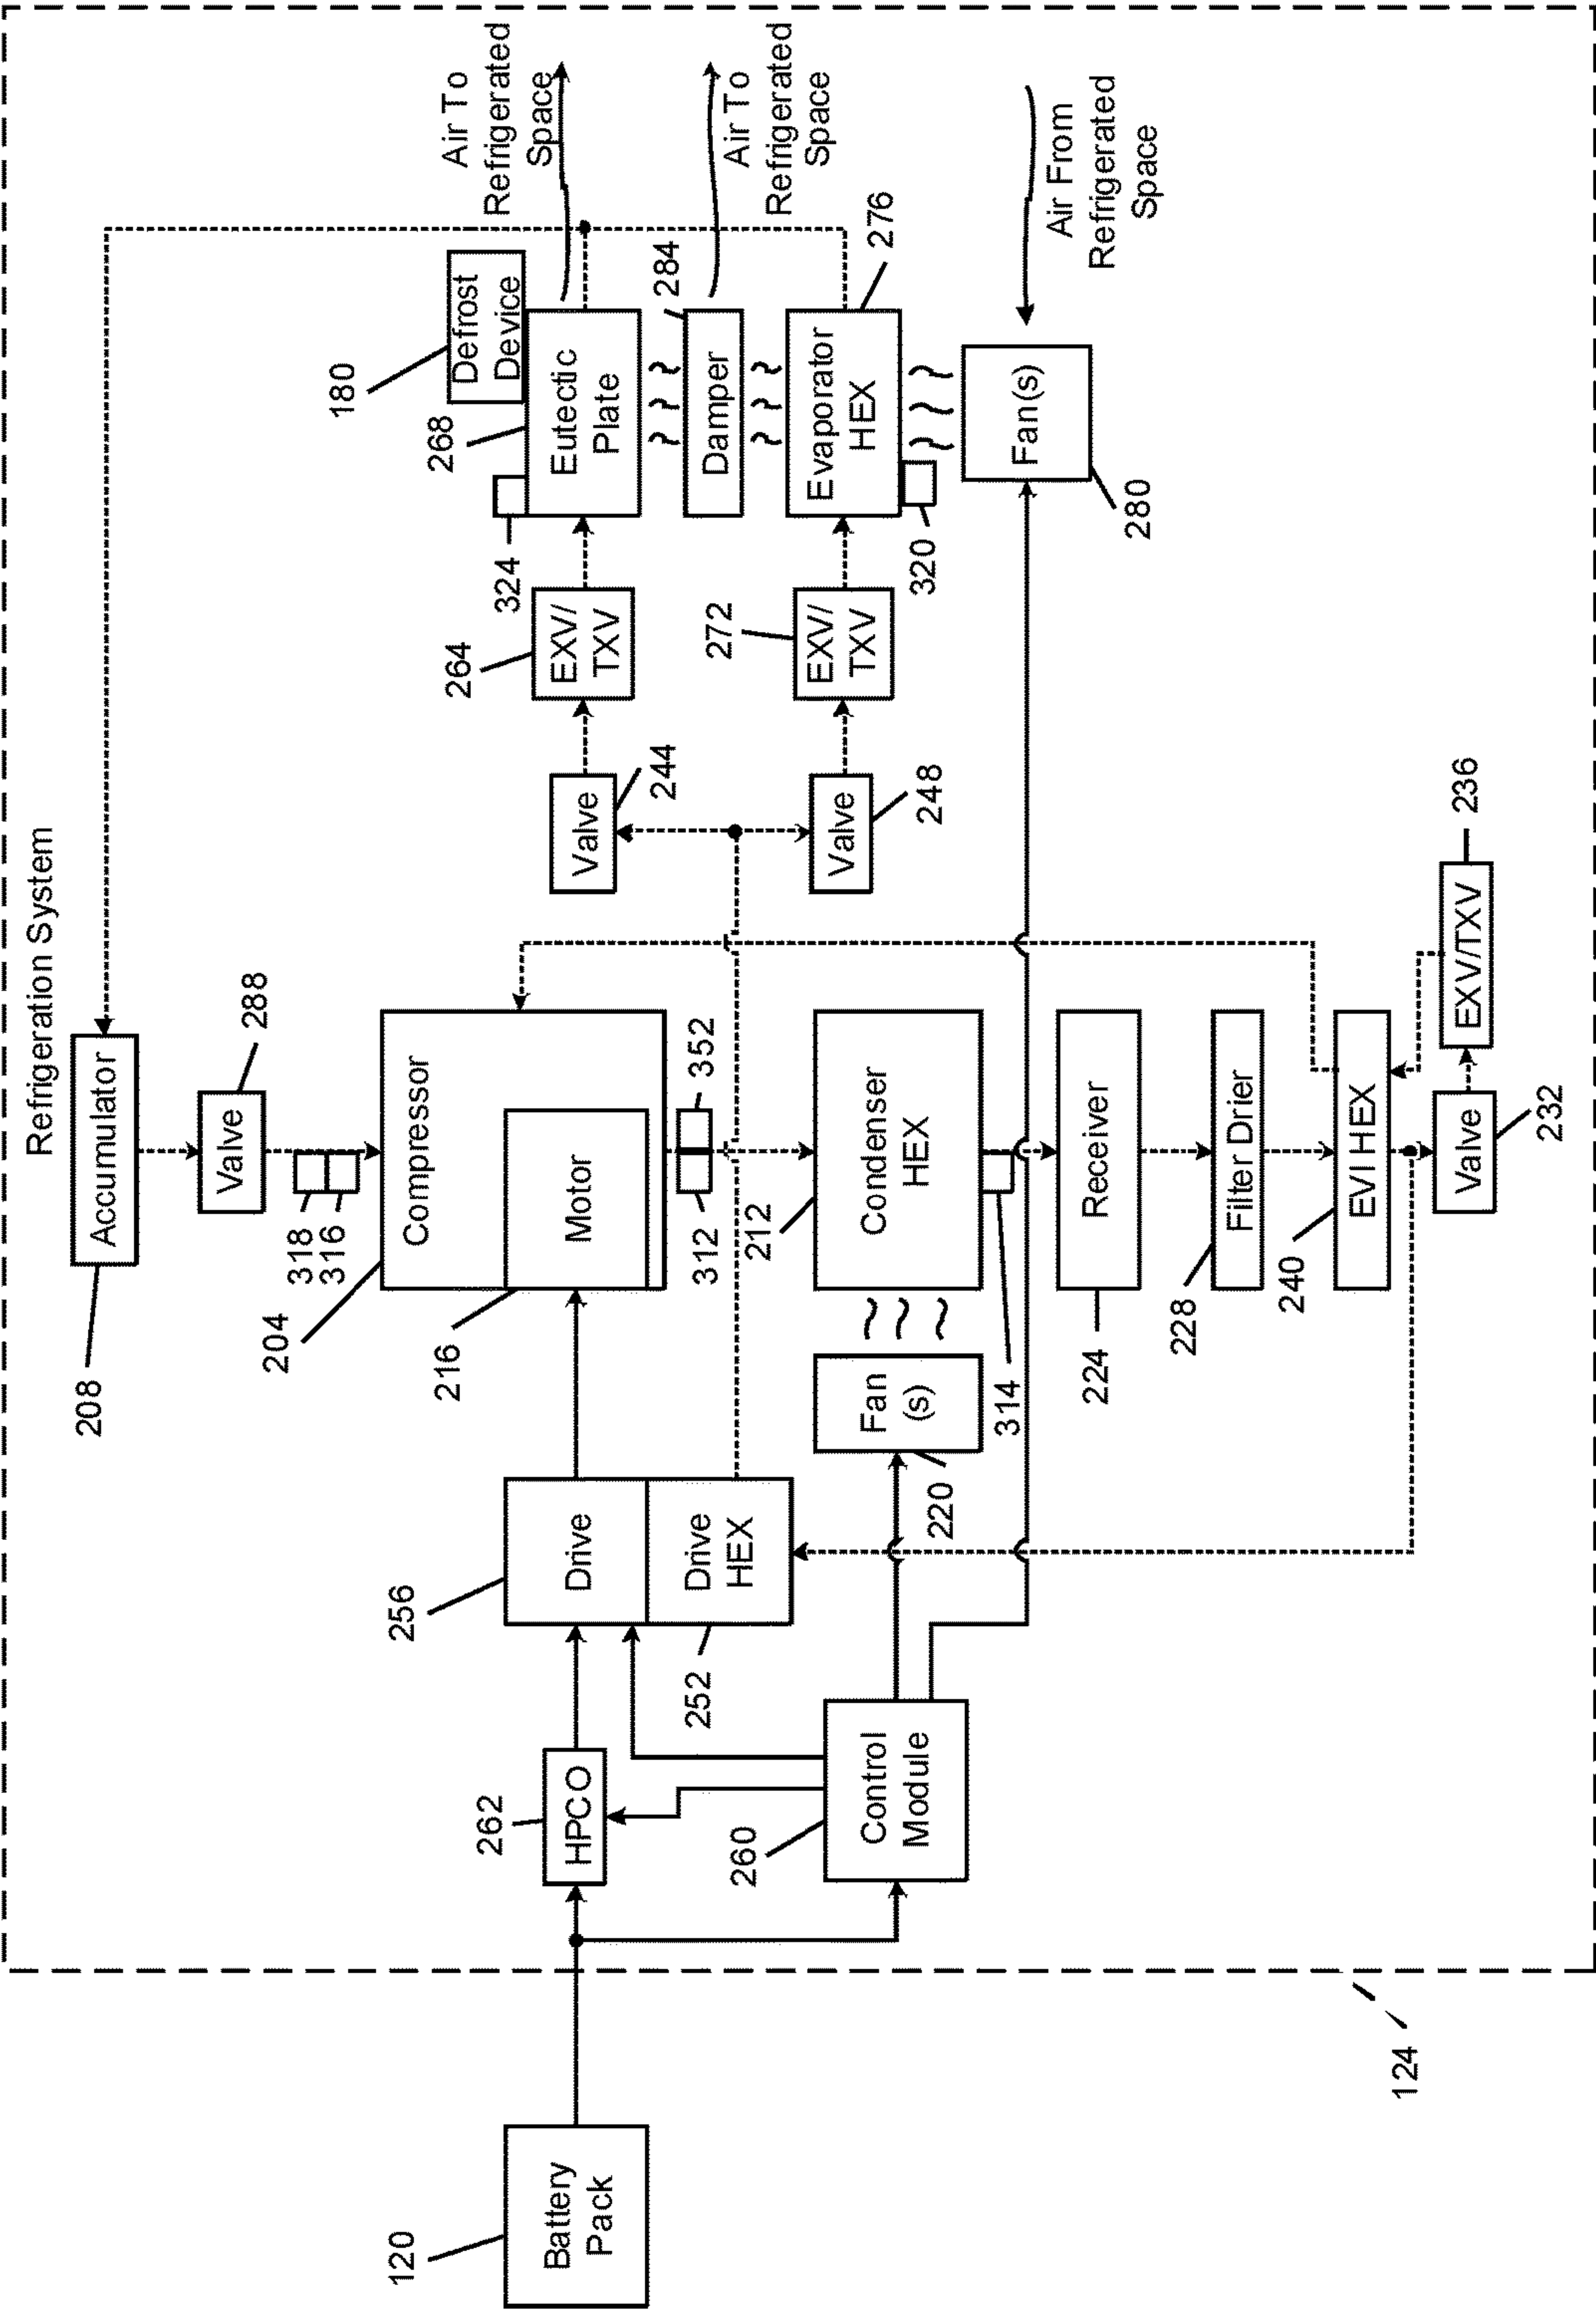 Refrigeration System
Accumulator
208
Valve
288
318
316
Compressor
204
Motor
216
352
312
Condenser
HEX
212
Fan
(s)
220
314
Receiver
224
Filter Drier
228
EVI HEX
240
Valve
232
EXV/TXV
236
Battery
Pack
120
HPCO
262
Drive
256
Drive
HEX
252
Control
Module
260
Valve
244
Valve
248
EXV/
TXV
264
EXV/
TXV
272
Defrost
Device
180
Eutectic
Plate
268
324
Damper
284
Evaporator
HEX
276
320
Fan(s)
280
Air To
Refrigerated
Space
Air To
Refrigerated
Space
Air From
Refrigerated
Space
124